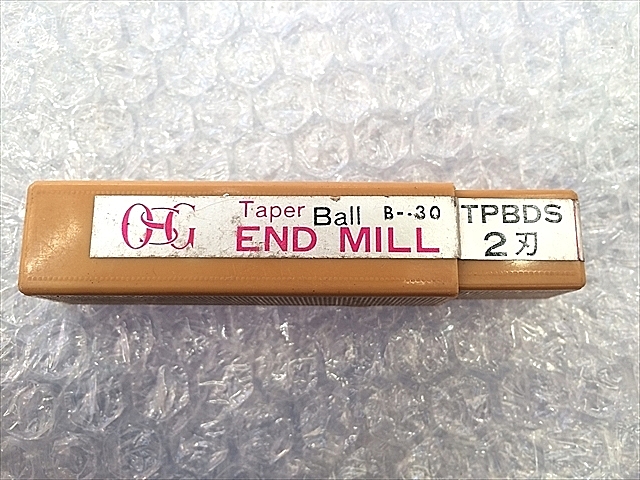 OSG Taper Ball B--30 TPBDS
END MILL 2刃